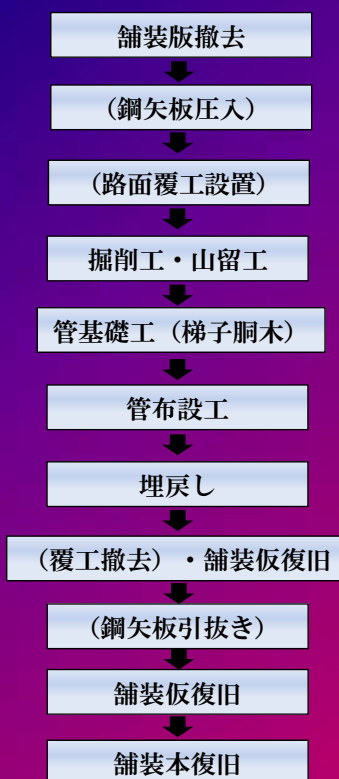 舗装版撤去
（鋼矢板圧入）
（路面覆工設置）
掘削工・山留工
管基礎工（梯子胴木）
管布設工
埋戻し
（覆工撤去）・舗装仮復旧
（鋼矢板引抜き）
舗装仮復旧
舗装本復旧